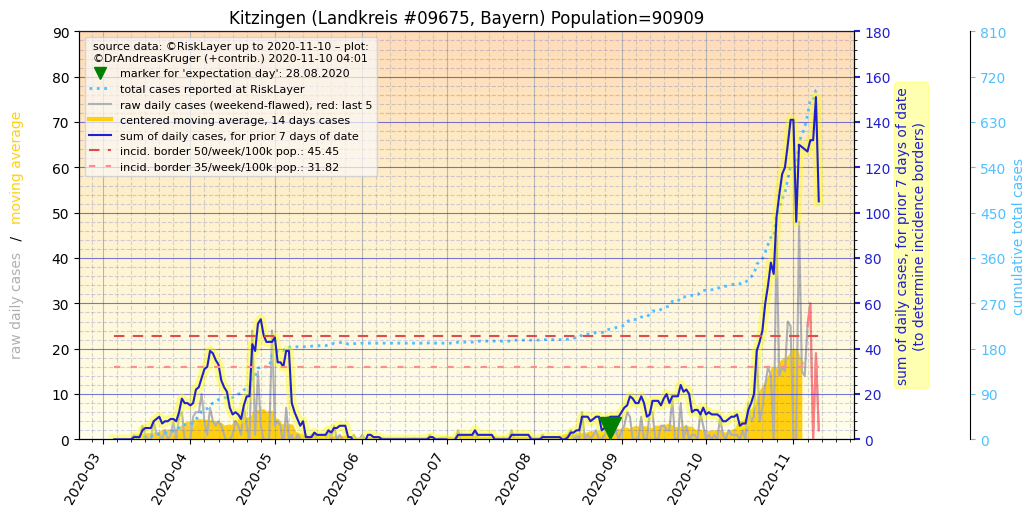 Kitzingen (Landkreis #09675, Bayern) Population=90909
source data: ©RiskLayer up to 2020-11-10 – plot:
©DrAndreasKruger (+contrib.) 2020-11-10 04:01
marker for 'expectation day': 28.08.2020
total cases reported at RiskLayer
raw daily cases (weekend-flawed), red: last 5
centered moving average, 14 days cases
sum of daily cases, for prior 7 days of date
incid. border 50/week/100k pop.: 45.45
incid. border 35/week/100k pop.: 31.82
raw daily cases / moving average
90
80
70
60
50
40
30
20
10
0
2020-03
2020-04
2020-05
2020-06
2020-07
2020-08
2020-09
2020-10
2020-11
180
160
140
120
100
80
60
40
20
0
sum of daily cases, for prior 7 days of date
(to determine incidence borders)
810
720
630
540
450
360
270
180
90
0
cumulative total cases